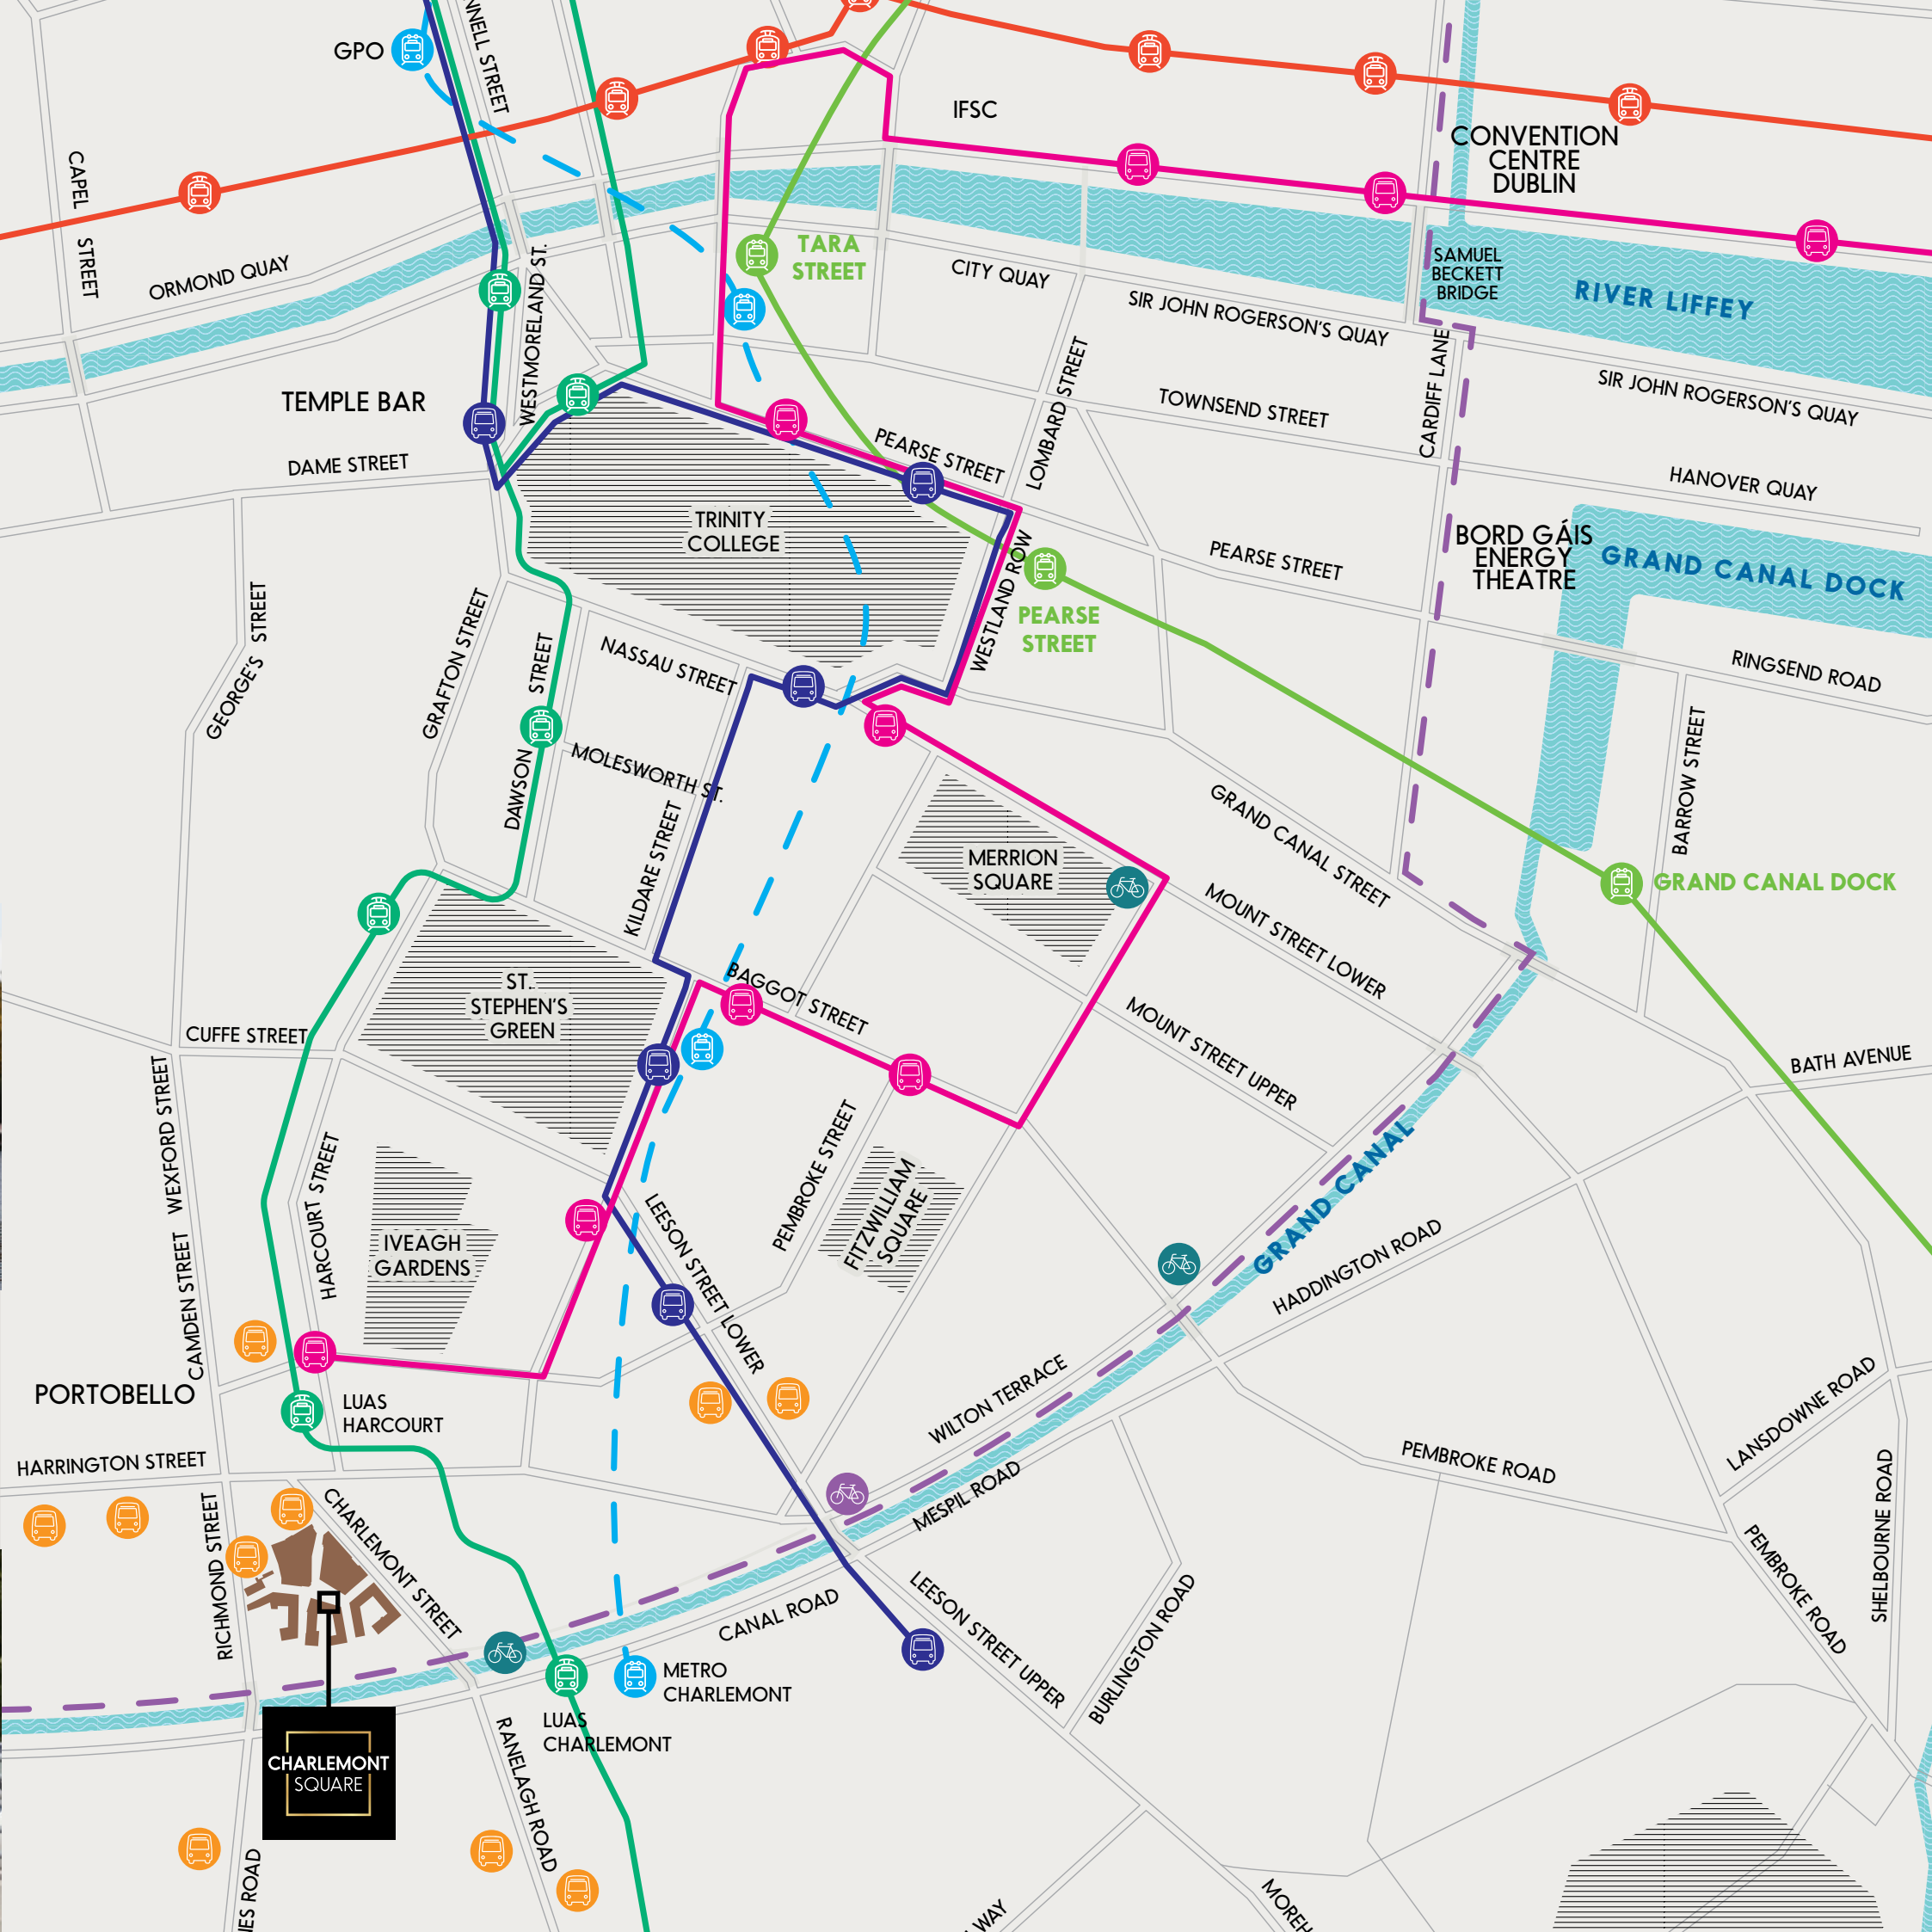 GPO
NNELL STREET
IFSC
CONVENTION
CENTRE
DUBLIN
CAPEL
STREET
ORMOND QUAY
TARA
STREET
CITY QUAY
SAMUEL
BECKETT
BRIDGE
RIVER LIFFEY
SIR JOHN ROGERSON'S QUAY
WESTMORELAND ST.
TEMPLE BAR
LOMBARD STREET
CARDIFF LANE
SIR JOHN ROGERSON'S QUAY
TOWNSEND STREET
DAME STREET
PEARSE STREET
HANOVER QUAY
TRINITY
COLLEGE
BORD GÁIS
ENERGY
THEATRE
GRAND CANAL DOCK
PEARSE STREET
WESTLAND ROW
PEARSE
STREET
GEORGE'S STREET
GRAFTON STREET
NASSAU STREET
RINGSEND ROAD
DAWSON STREET
MOLESWORTH ST.
BARROW STREET
KILDARE STREET
MERRION
SQUARE
GRAND CANAL STREET
GRAND CANAL DOCK
MOUNT STREET LOWER
ST.
STEPHEN'S
GREEN
BAGGOT STREET
MOUNT STREET UPPER
CUFFE STREET
BATH AVENUE
WEXFORD STREET
HARCOURT STREET
PEMBROKE STREET
FITZWILLIAM
SQUARE
GRAND CANAL
HADDINGTON ROAD
IVEAGH
GARDENS
LEESON STREET LOWER
CAMDEN STREET
PORTOBELLO
LUAS
HARCOURT
WILTON TERRACE
LANSDOWNE ROAD
HARRINGTON STREET
MESPIL ROAD
PEMBROKE ROAD
SHELBOURNE ROAD
RICHMOND STREET
CHARLEMONT STREET
PEMBROKE ROAD
CANAL ROAD
LEESON STREET UPPER
BURLINGTON ROAD
METRO
CHARLEMONT
LUAS
CHARLEMONT
CHARLEMONT
SQUARE
RANELAGH ROAD
IES ROAD
WAY
MOREH